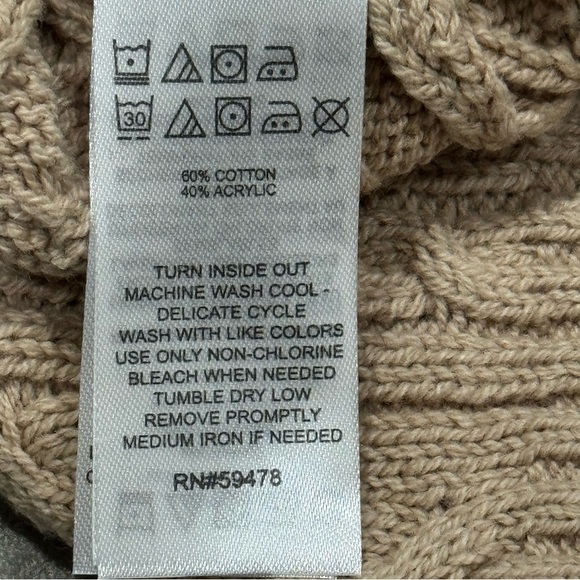 30
60% COTTON
40% ACRYLIC
TURN INSIDE OUT
MACHINE WASH COOL -
DELICATE CYCLE
WASH WITH LIKE COLORS
USE ONLY NON-CHLORINE
BLEACH WHEN NEEDED
TUMBLE DRY LOW
REMOVE PROMPTLY
MEDIUM IRON IF NEEDED
RN#59478